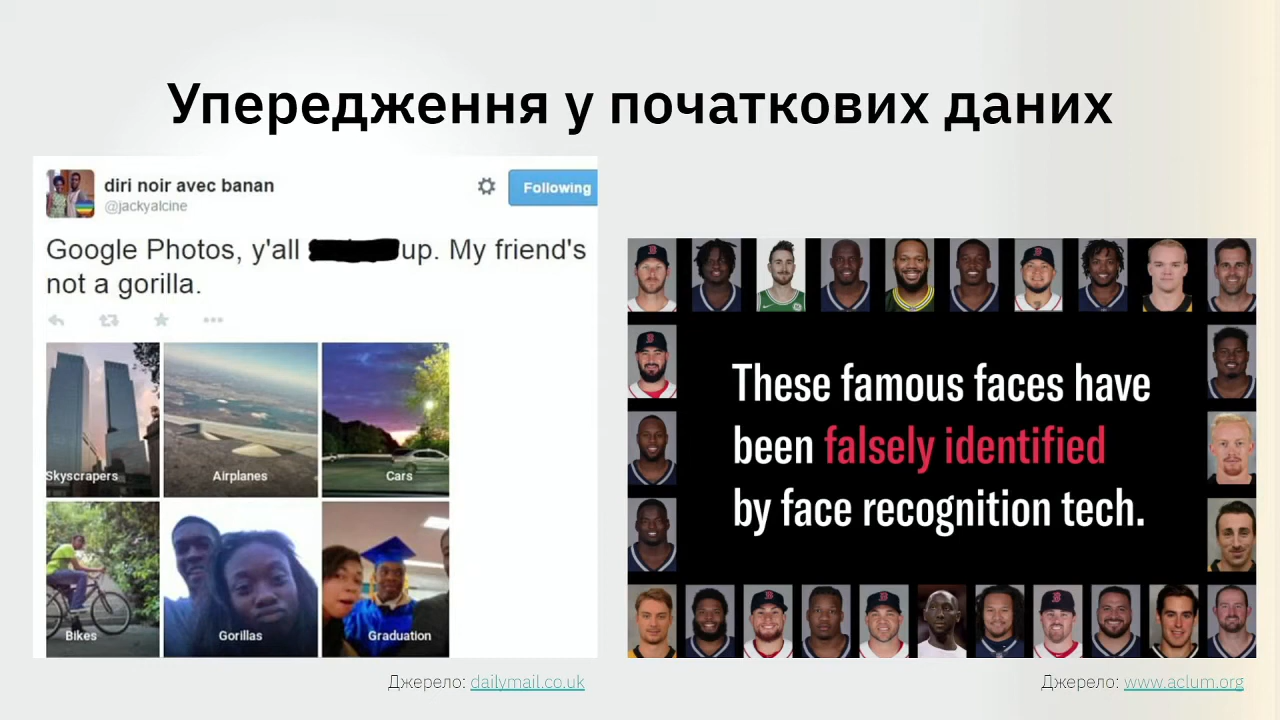 Упередження у початкових даних
diri noir avec banan
@jackyalcine
Following
Google Photos, y'all up. My friend's
not a gorilla.
Skyscrapers
Airplanes
Cars
Bikes
Gorillas
Graduation
These famous faces have
been falsely identified
by face recognition tech.
Джерело: dailymail.co.uk
Джерело: www.aclum.org